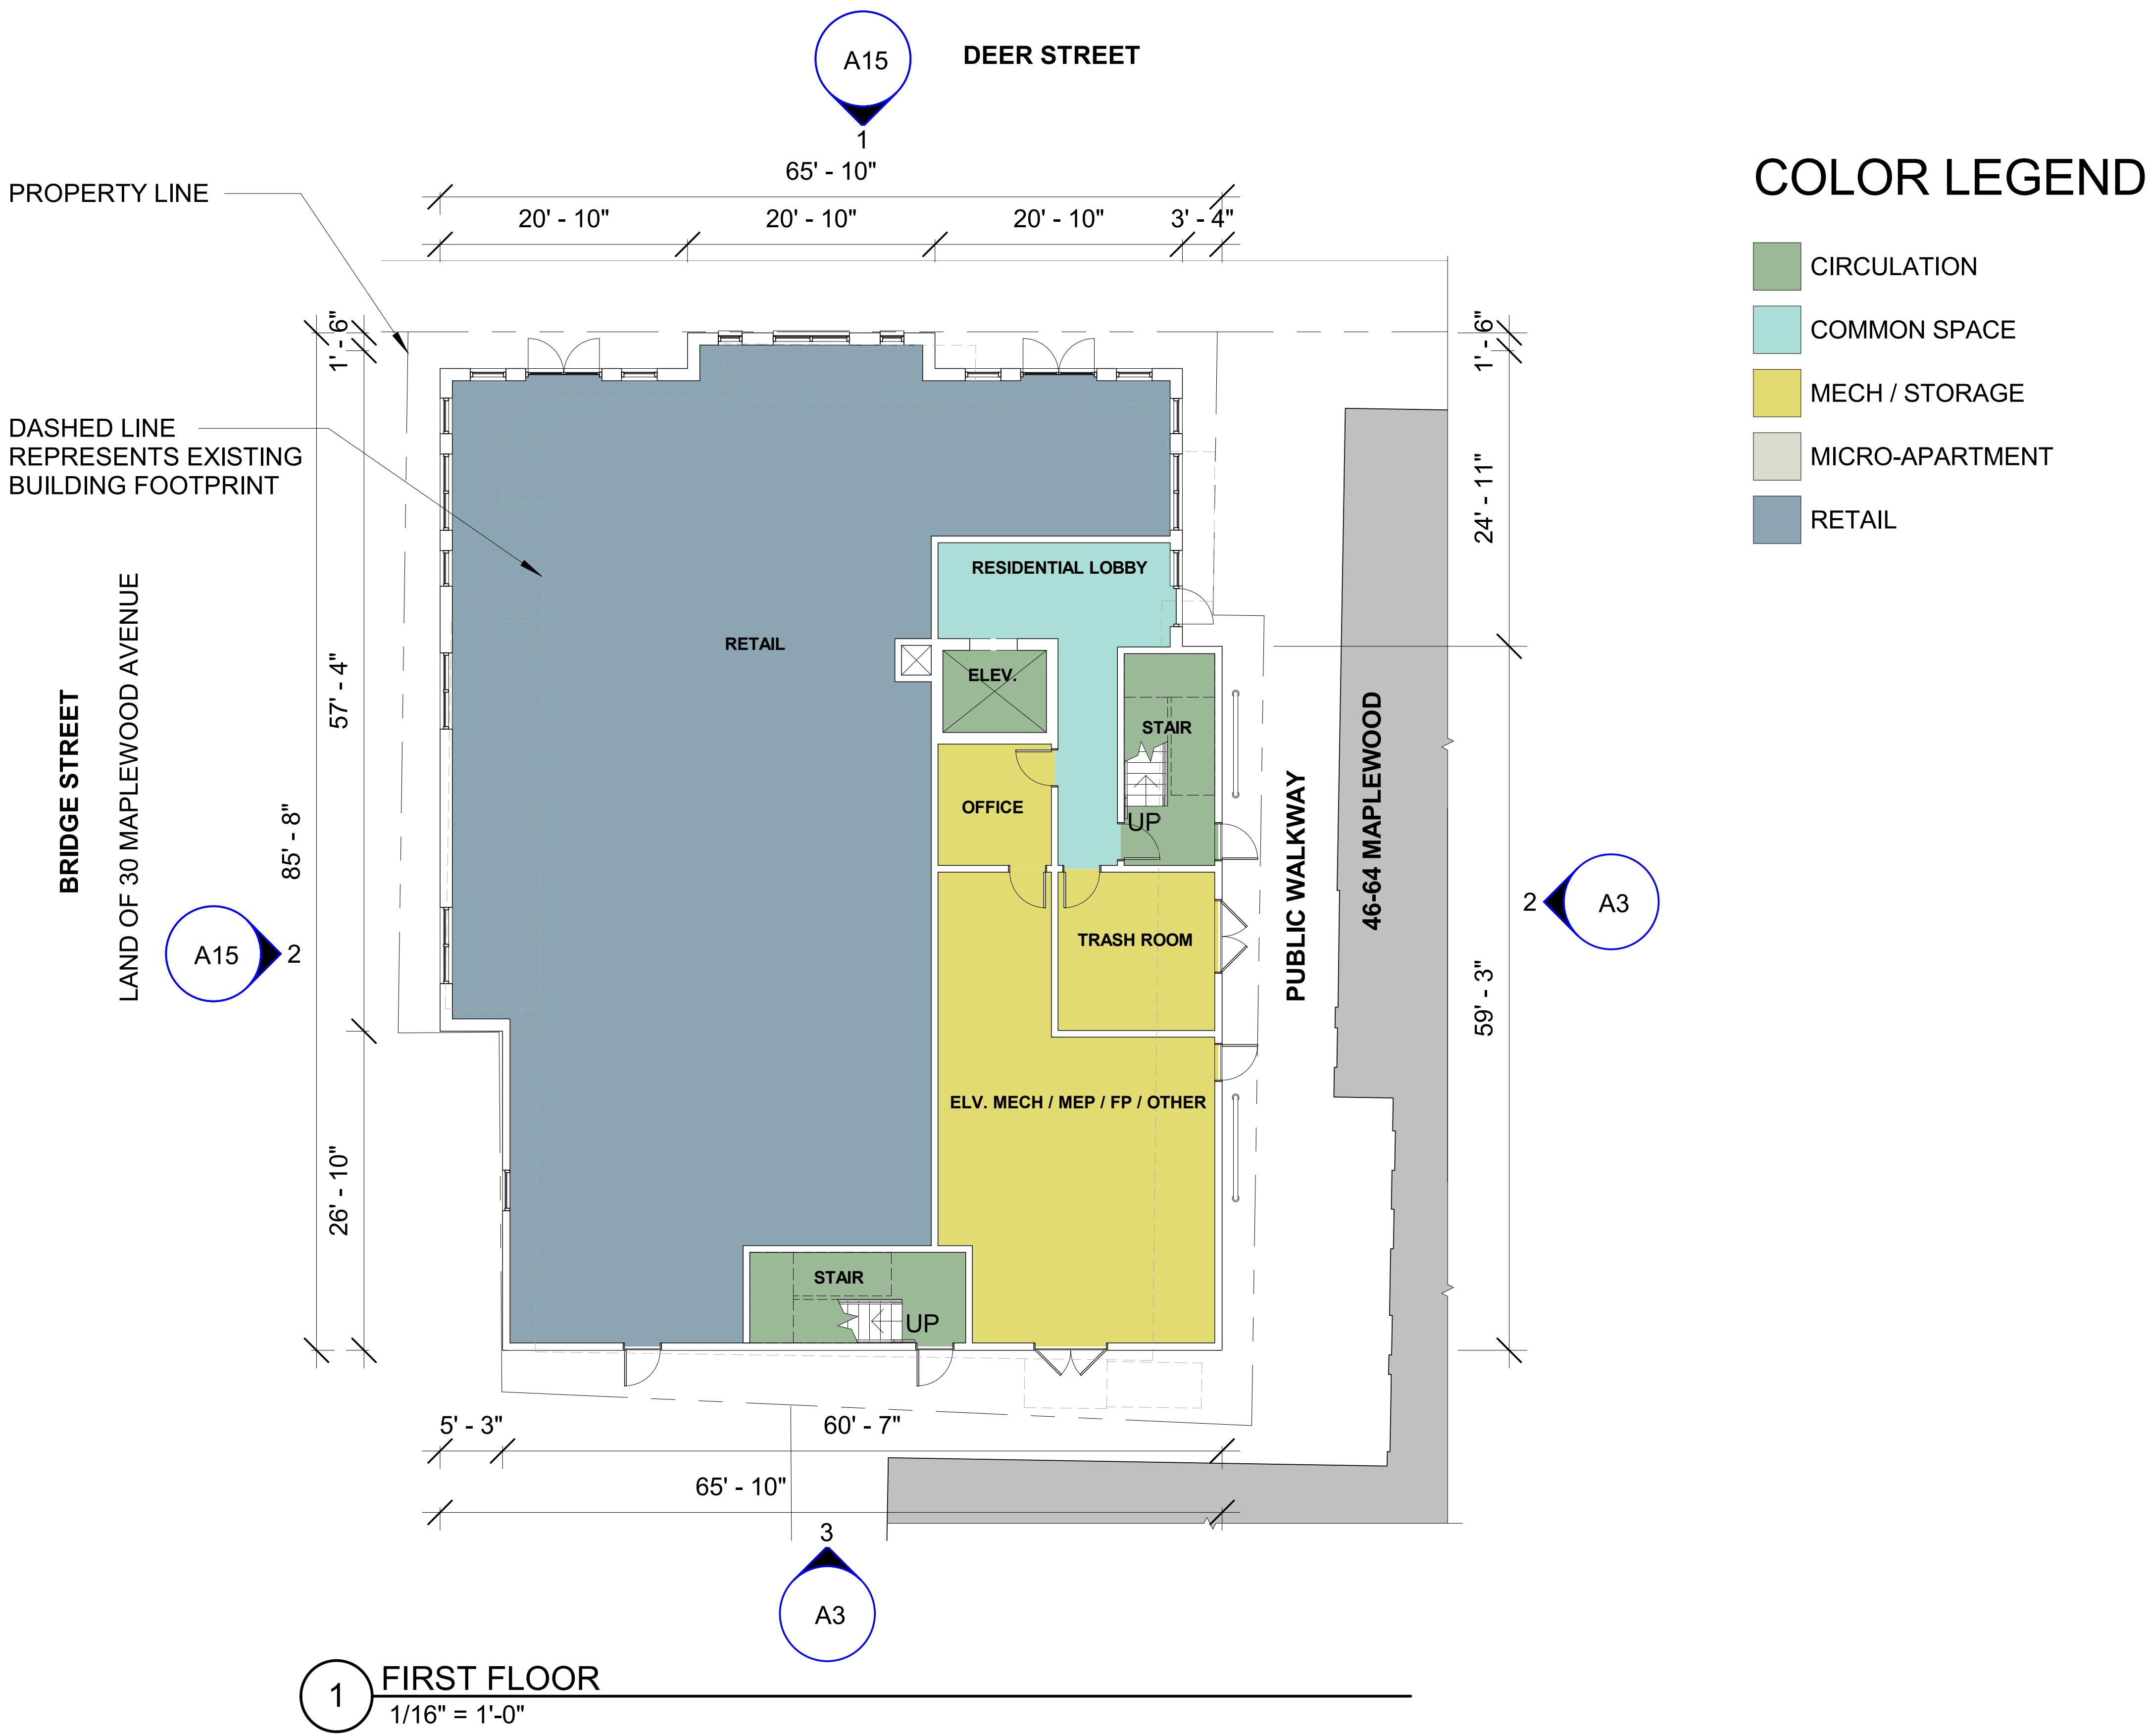 A15
DEER STREET
1
65' - 10"
PROPERTY LINE
20' - 10"
20' - 10"
20' - 10"
3' - 4"
COLOR LEGEND
CIRCULATION
COMMON SPACE
MECH / STORAGE
MICRO-APARTMENT
RETAIL
1' - 6"
1' - 6"
DASHED LINE
REPRESENTS EXISTING
BUILDING FOOTPRINT
24' - 11"
RESIDENTIAL LOBBY
RETAIL
ELEV.
STAIR
UP
OFFICE
57' - 4"
85' - 8"
BRIDGE STREET
LAND OF 30 MAPLEWOOD AVENUE
PUBLIC WALKWAY
46-64 MAPLEWOOD
A15
2
2
A3
TRASH ROOM
59' - 3"
ELV. MECH / MEP / FP / OTHER
26' - 10"
STAIR
UP
5' - 3"
60' - 7"
65' - 10"
3
A3
1
FIRST FLOOR
1/16" = 1'-0"